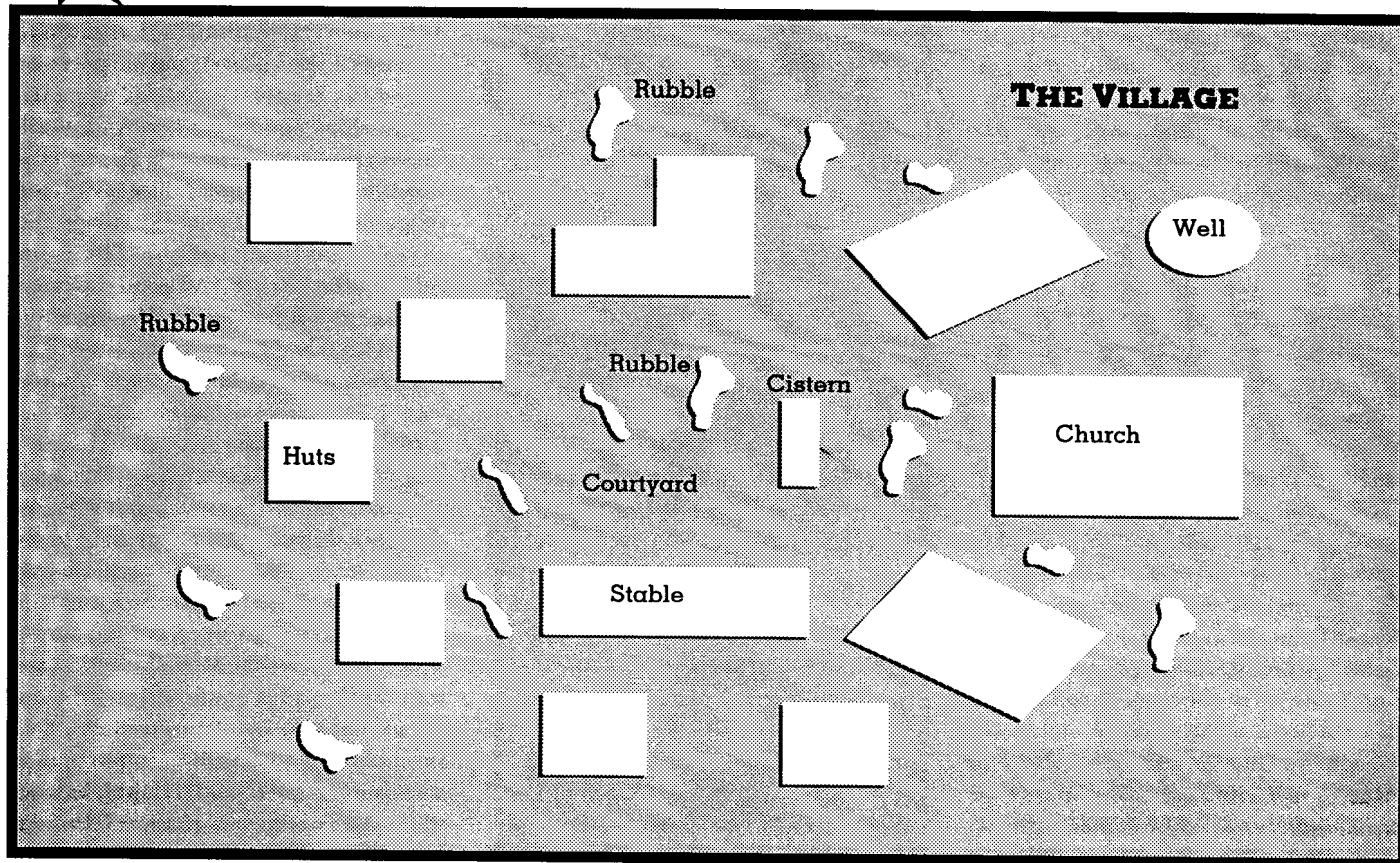 Rubble
THE VILLAGE
Well
Rubble
Rubble
Cistern
Church
Huts
Courtyard
Stable